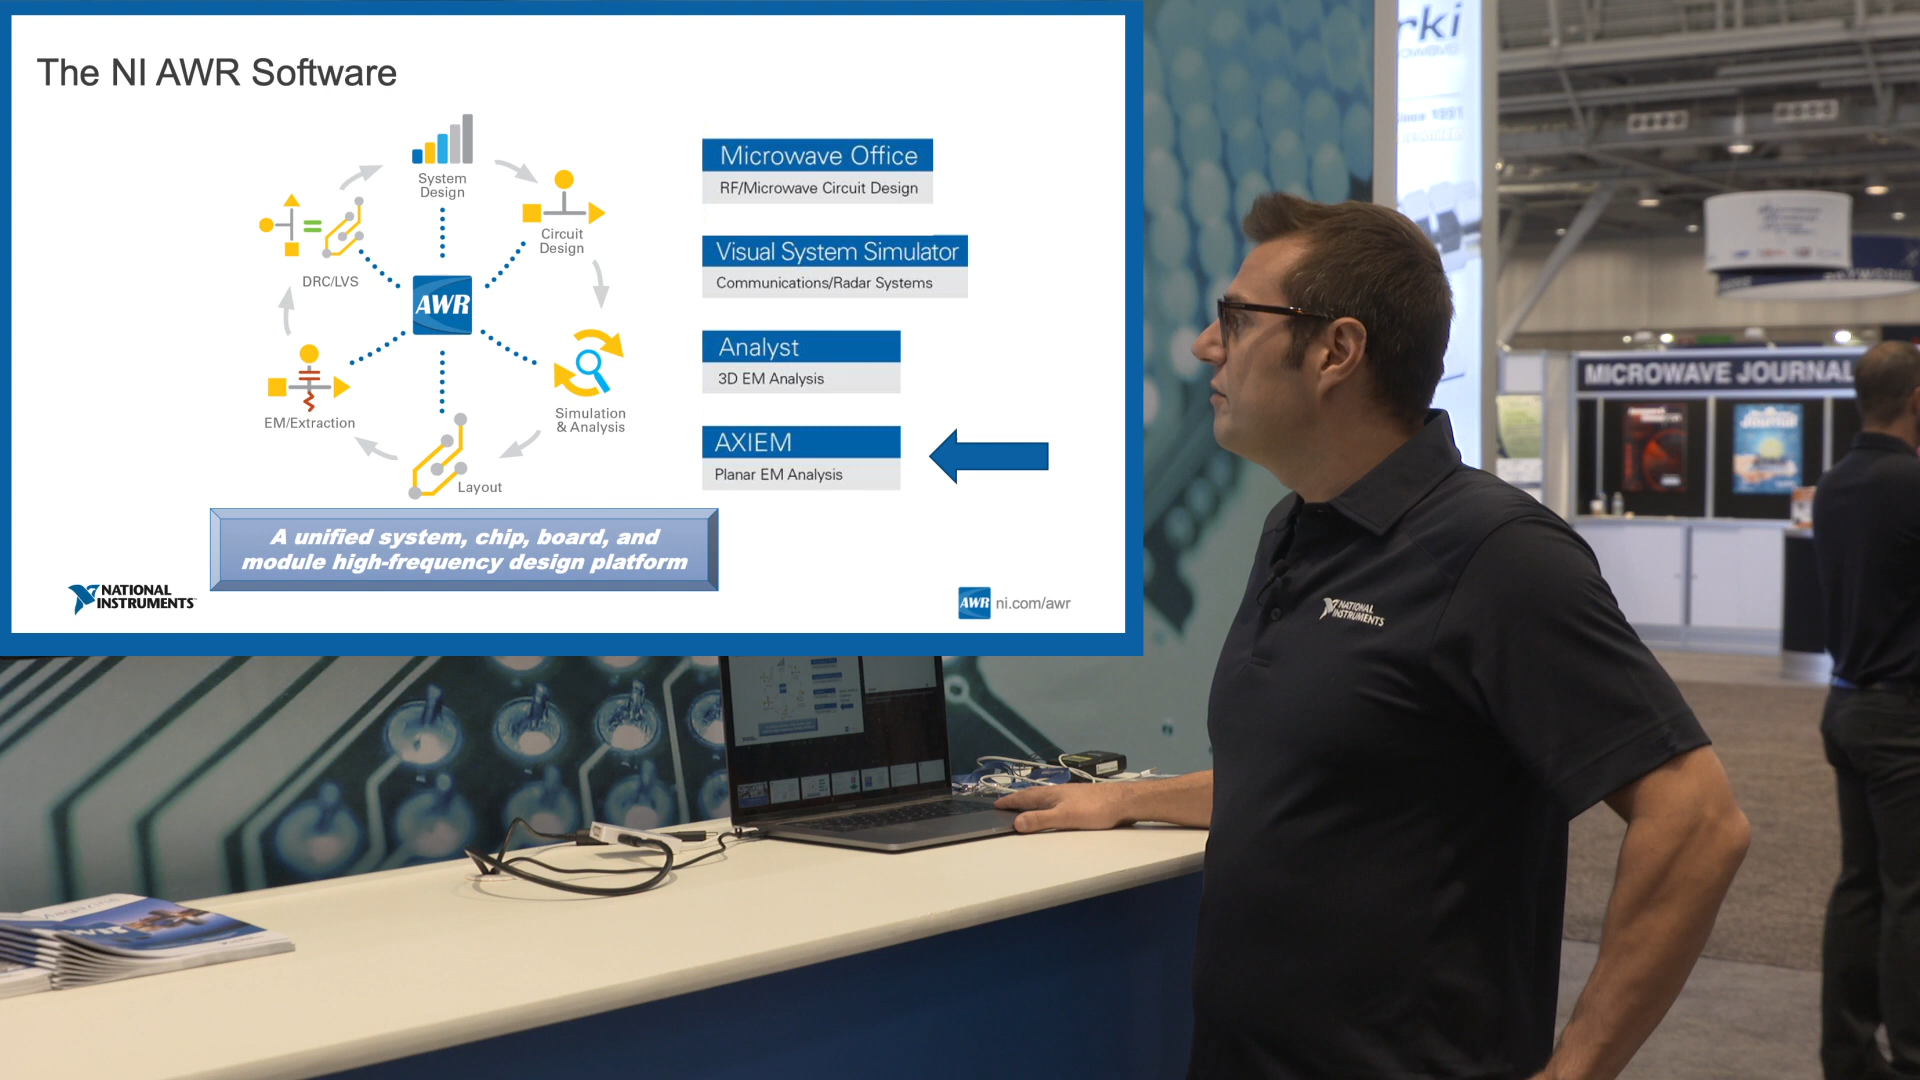 The NI AWR Software
System
Design
Circuit
Design
DRC/LVS
AWR
EM/Extraction
Simulation
& Analysis
Layout
Microwave Office
RF/Microwave Circuit Design
Visual System Simulator
Communications/Radar Systems
Analyst
3D EM Analysis
AXIEM
Planar EM Analysis
A unified system, chip, board, and
module high-frequency design platform
NATIONAL
INSTRUMENTS
AWR ni.com/awr
rki
MICROWAVE JOURNAL
NATIONAL
INSTRUMENTS
AWR